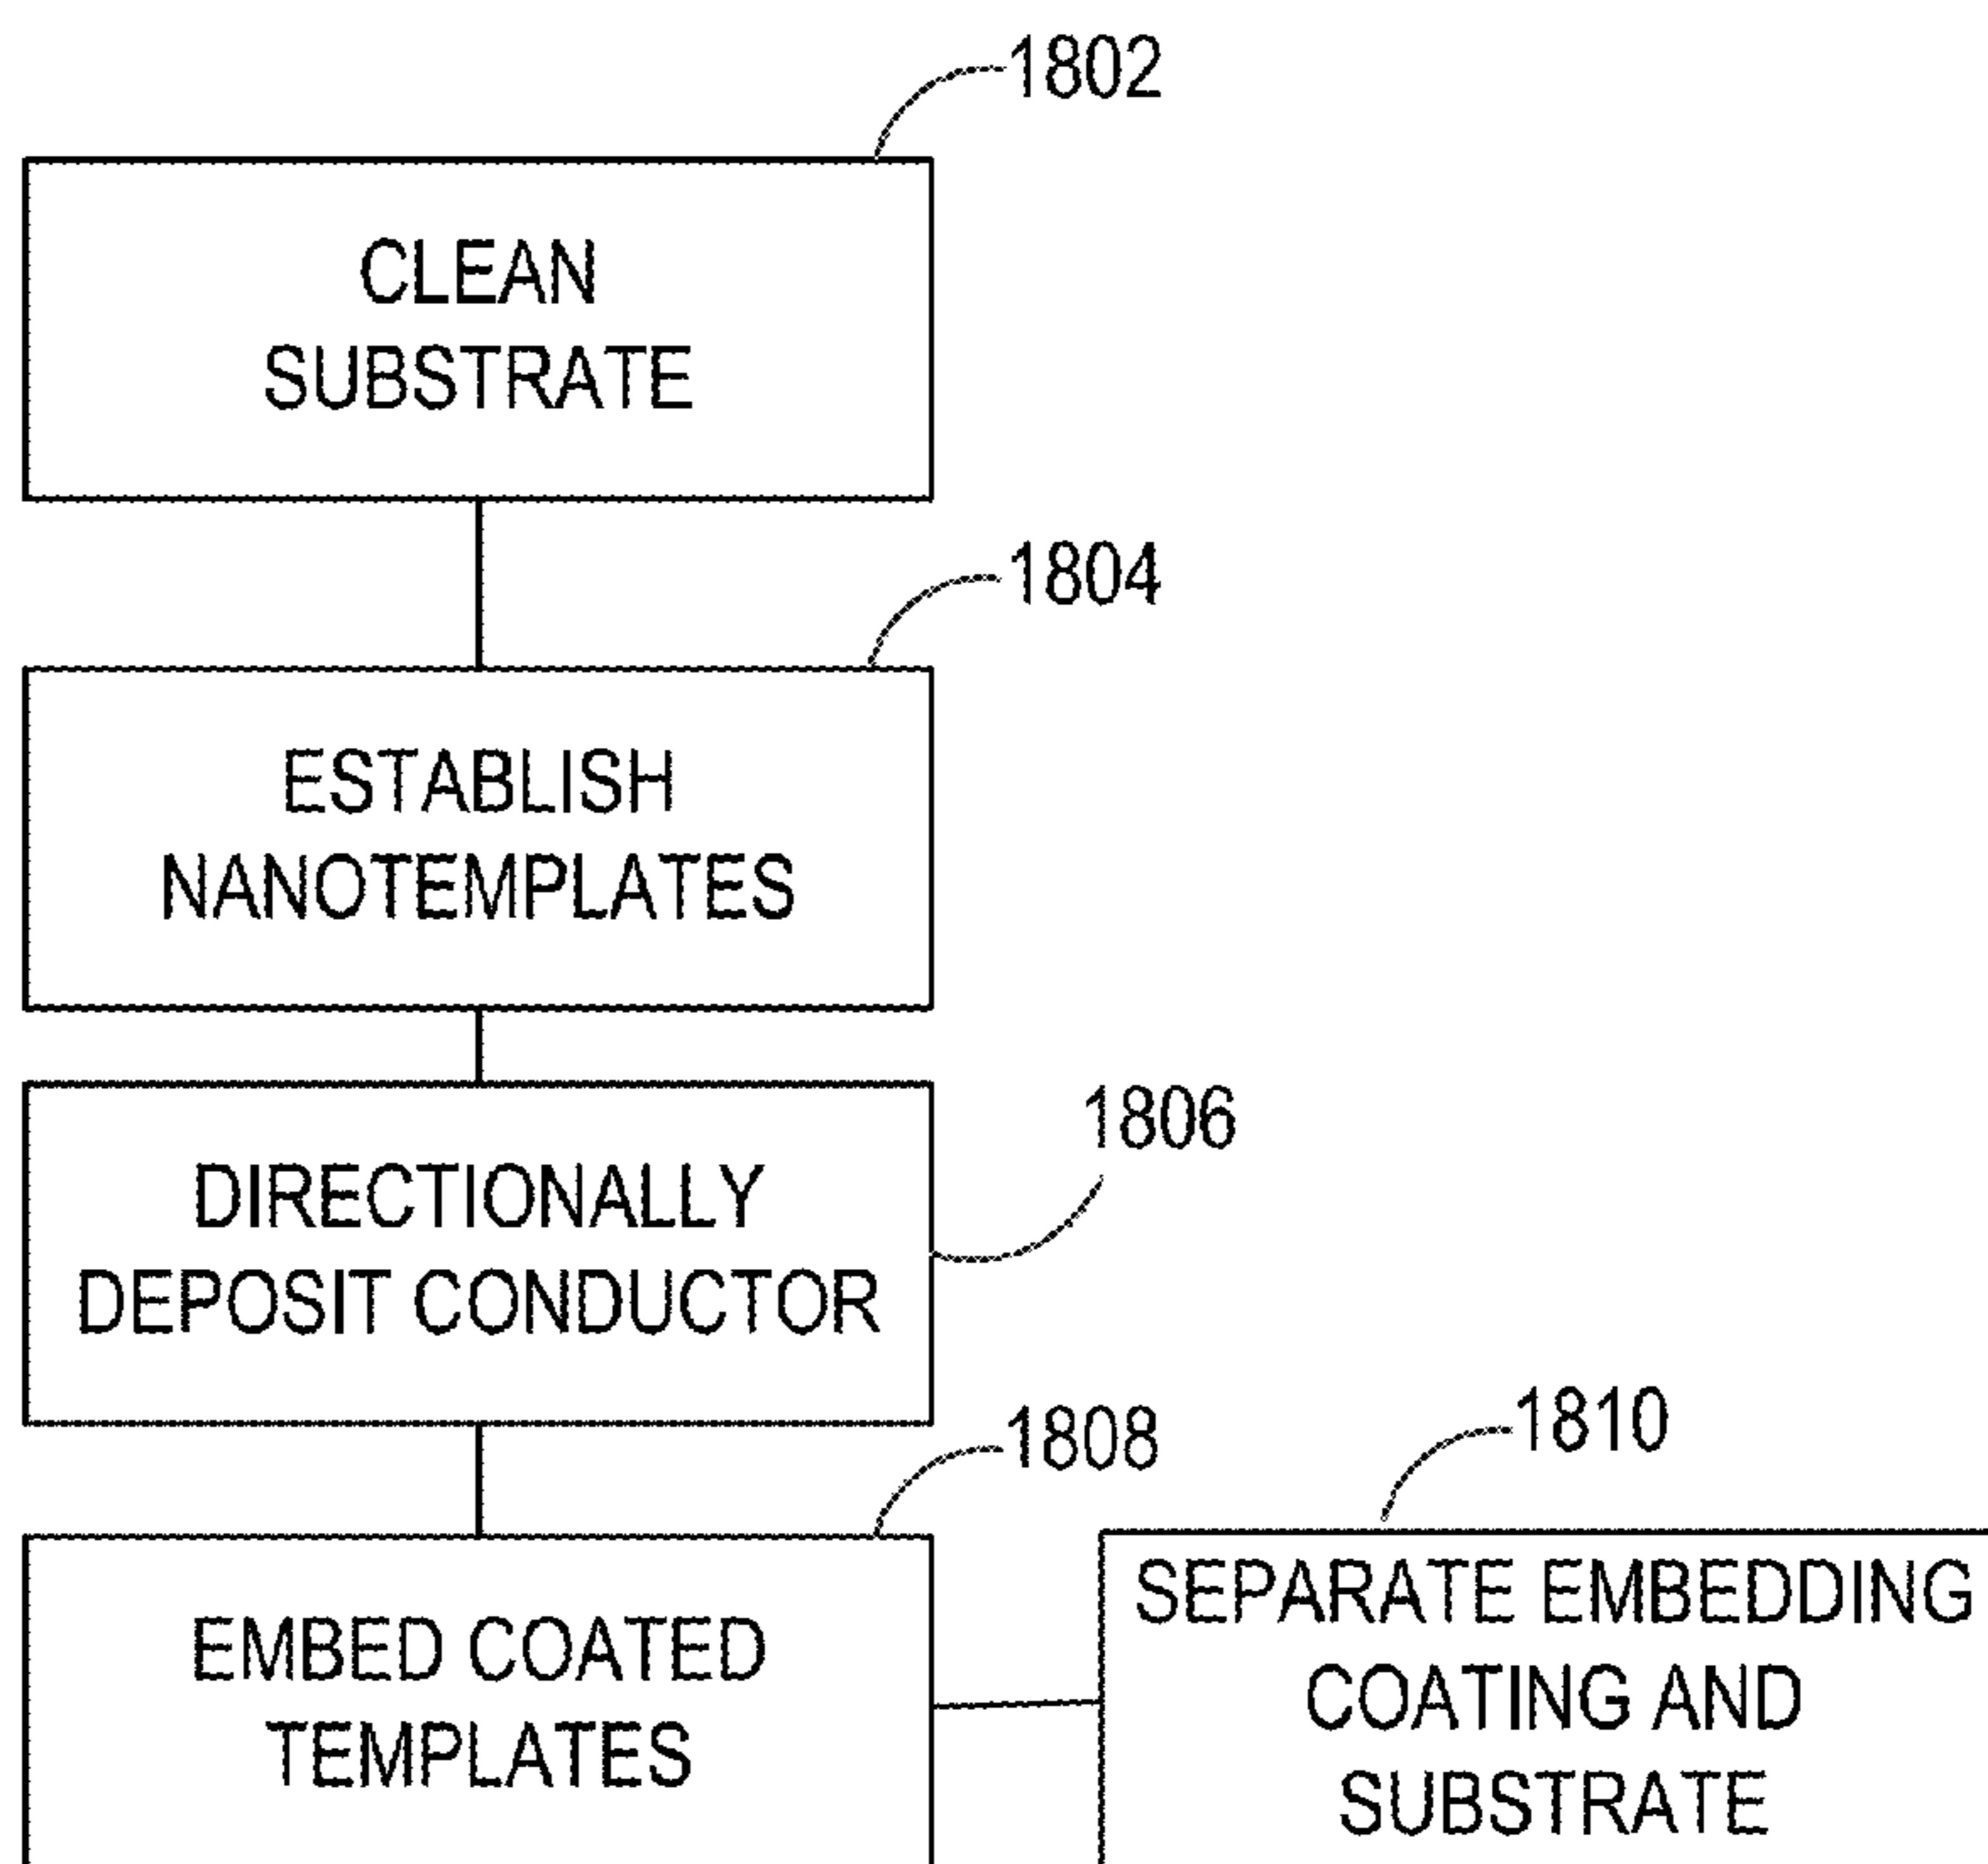 1802
CLEAN
SUBSTRATE
1804
ESTABLISH
NANOTEMPLATES
1806
DIRECTIONALLY
DEPOSIT CONDUCTOR
1808
EMBED COATED
TEMPLATES
1810
SEPARATE EMBEDDING
COATING AND
SUBSTRATE